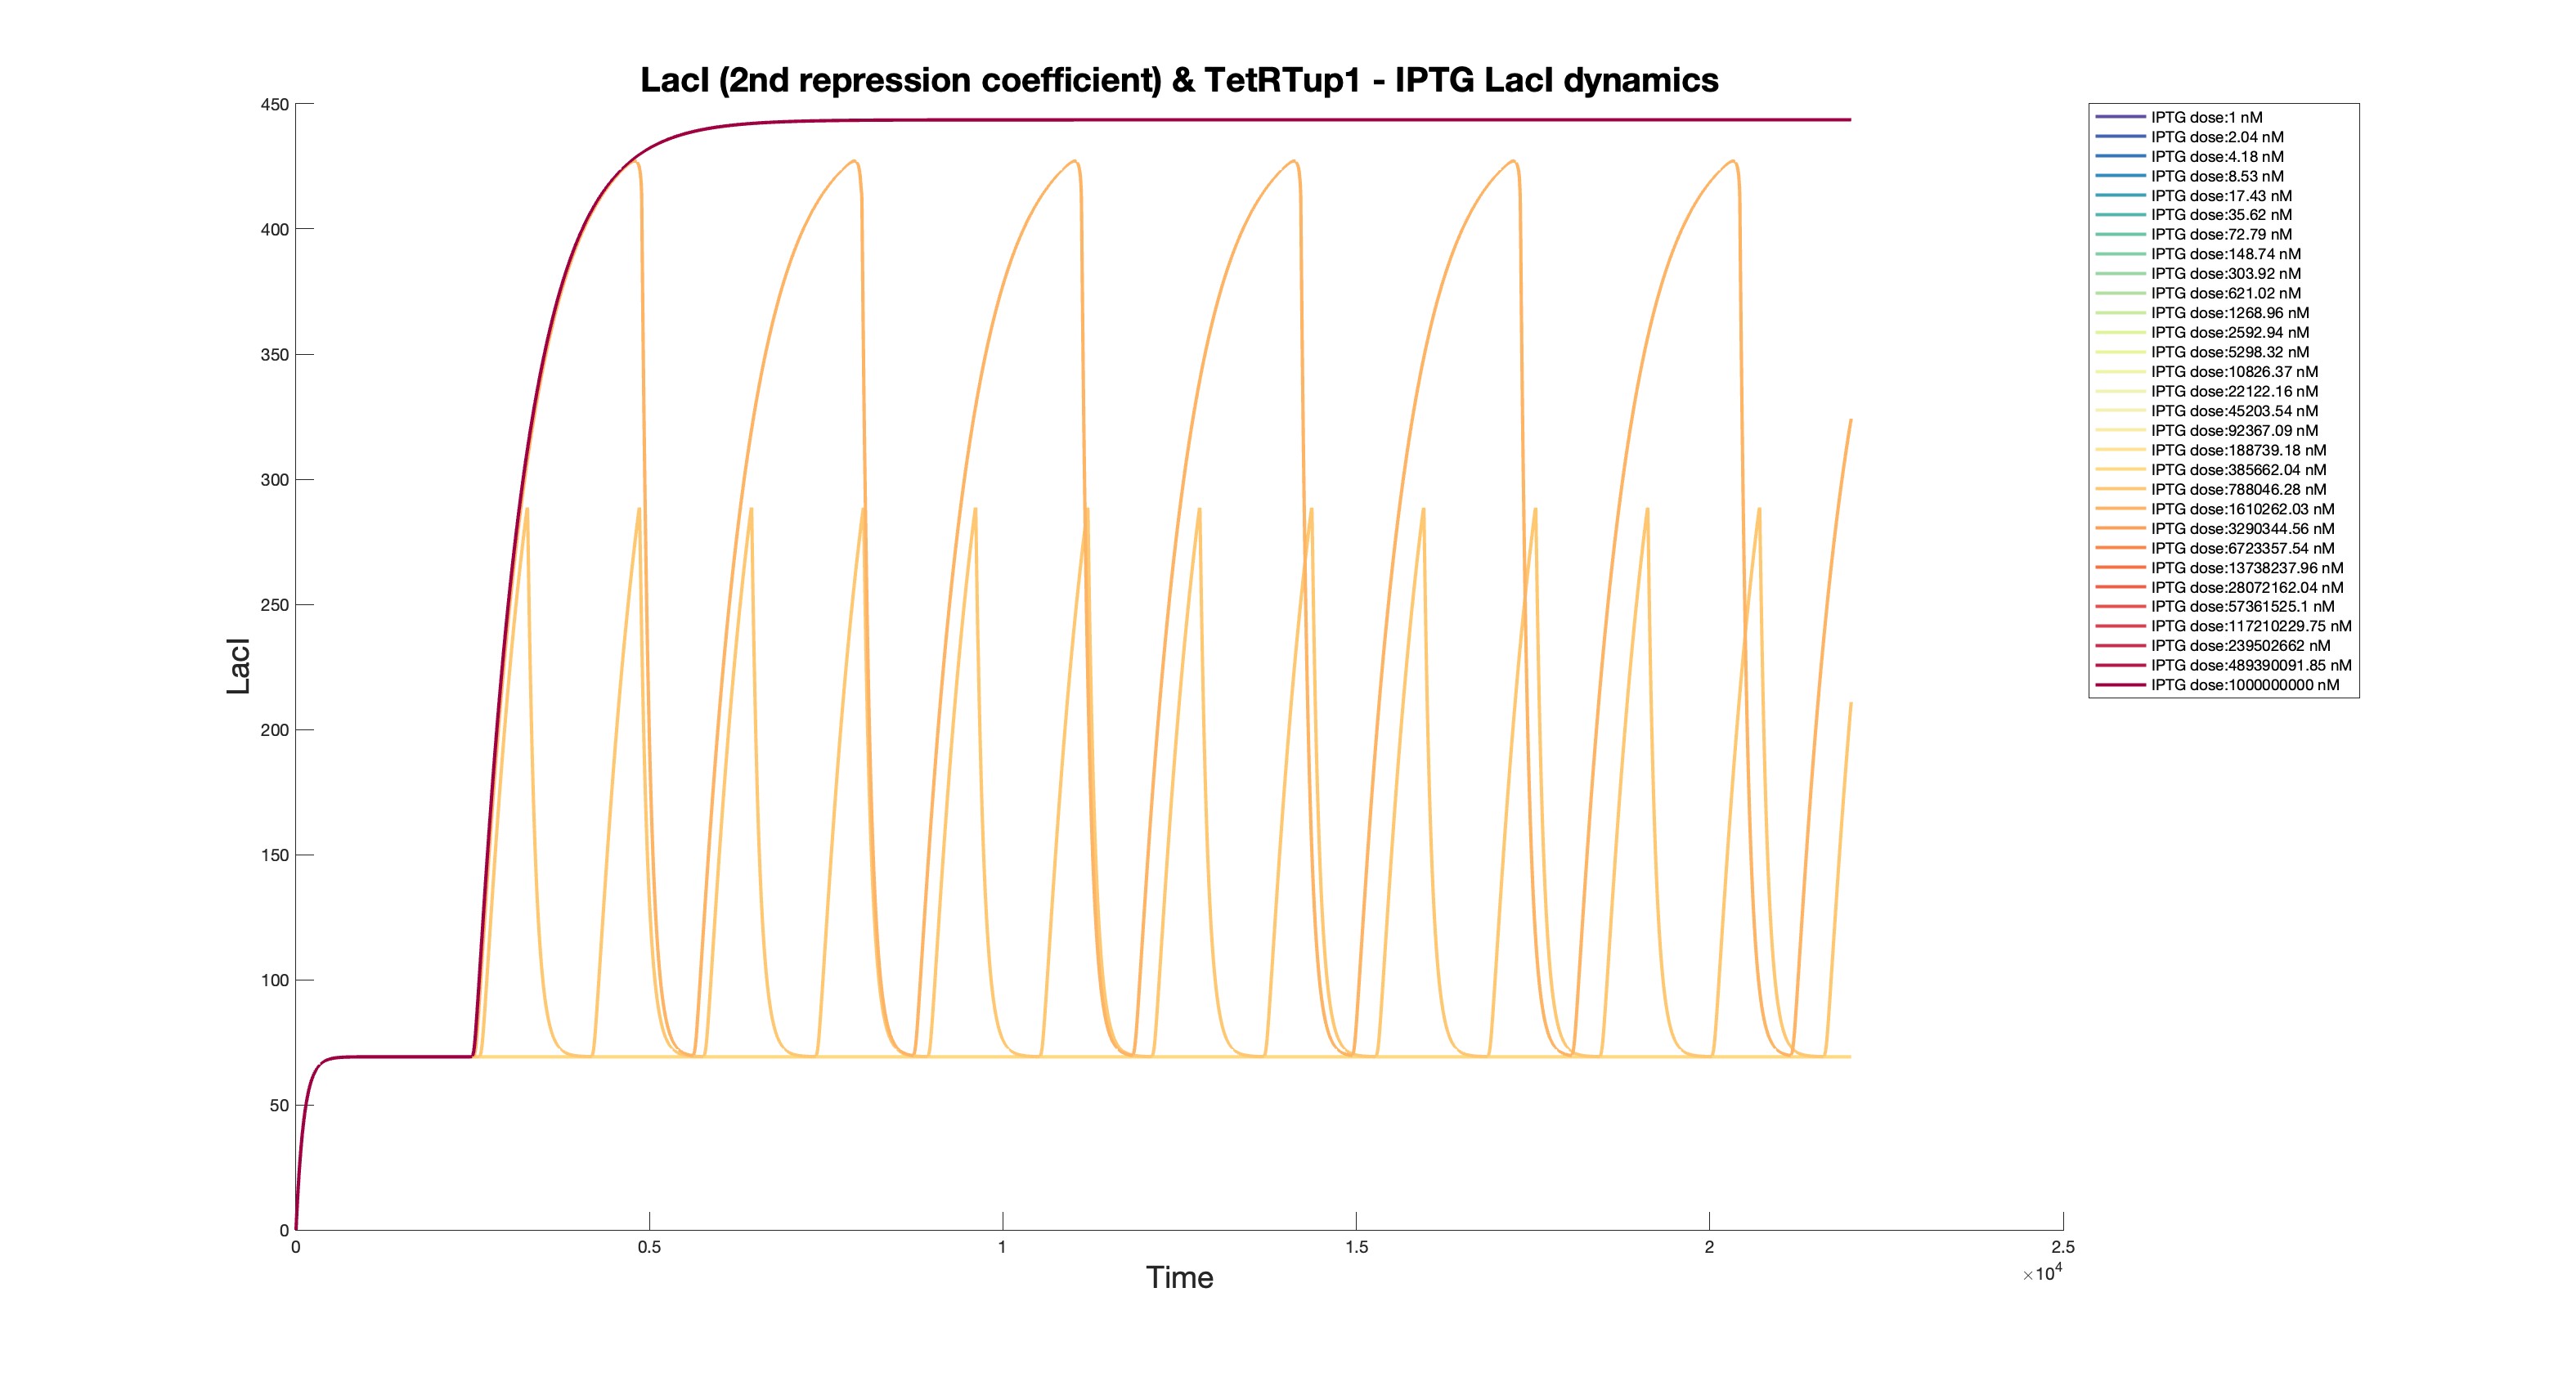 LacI (2nd repression coefficient) & TetRTup1 - IPTG LacI dynamics
450
400
350
300
250
200
150
100
50
0
LacI
0
0.5
1
1.5
2
2.5
×10^4
Time
IPTG dose:1 nM
IPTG dose:2.04 nM
IPTG dose:4.18 nM
IPTG dose:8.53 nM
IPTG dose:17.43 nM
IPTG dose:35.62 nM
IPTG dose:72.79 nM
IPTG dose:148.74 nM
IPTG dose:303.92 nM
IPTG dose:621.02 nM
IPTG dose:1268.96 nM
IPTG dose:2592.94 nM
IPTG dose:5298.32 nM
IPTG dose:10826.37 nM
IPTG dose:22122.16 nM
IPTG dose:45203.54 nM
IPTG dose:92367.09 nM
IPTG dose:188739.18 nM
IPTG dose:385662.04 nM
IPTG dose:788046.28 nM
IPTG dose:1610262.03 nM
IPTG dose:3290344.56 nM
IPTG dose:6723357.54 nM
IPTG dose:13738237.96 nM
IPTG dose:28072162.04 nM
IPTG dose:57361525.1 nM
IPTG dose:117210229.75 nM
IPTG dose:239502662 nM
IPTG dose:489390091.85 nM
IPTG dose:1000000000 nM